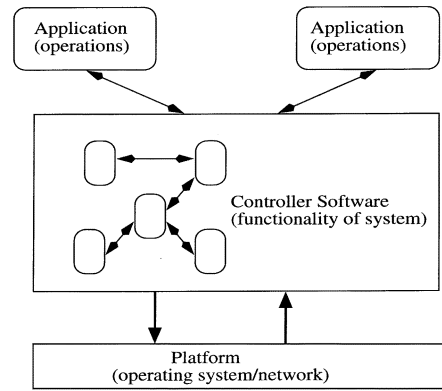 Application
(operations)
Application
(operations)
Controller Software
(functionality of system)
Platform
(operating system/network)